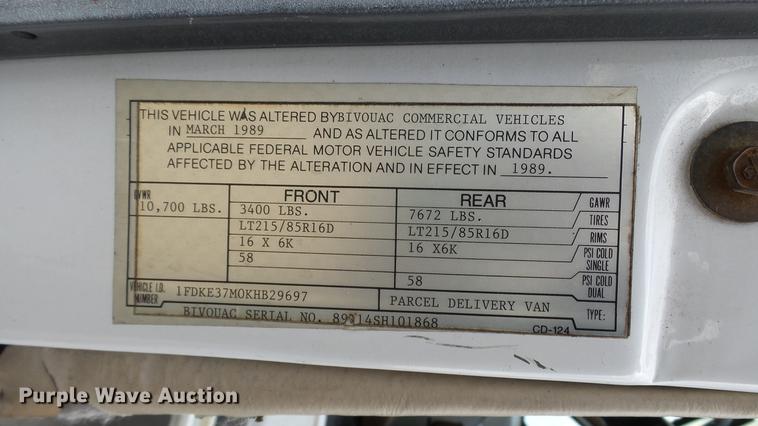 THIS VEHICLE WAS ALTERED BY BIVOUAC COMMERCIAL VEHICLES
IN MARCH 1989 AND AS ALTERED IT CONFORMS TO ALL
APPLICABLE FEDERAL MOTOR VEHICLE SAFETY STANDARDS
AFFECTED BY THE ALTERATION AND IN EFFECT IN 1989.
GVWR FRONT REAR GAWR
10,700 LBS. 3400 LBS. 7672 LBS. TIRES
LT215/85R16D LT215/85R16D RIMS
16 X 6K 16 X6K PSI COLD SINGLE
58
58 PSI COLD DUAL
VEHICLE I.D. NUMBER 1FDKE37M0KHB29697 PARCEL DELIVERY VAN TYPE:
BIVOUAC SERIAL NO. 14SH101868 CD-124
Purple Wave Auction